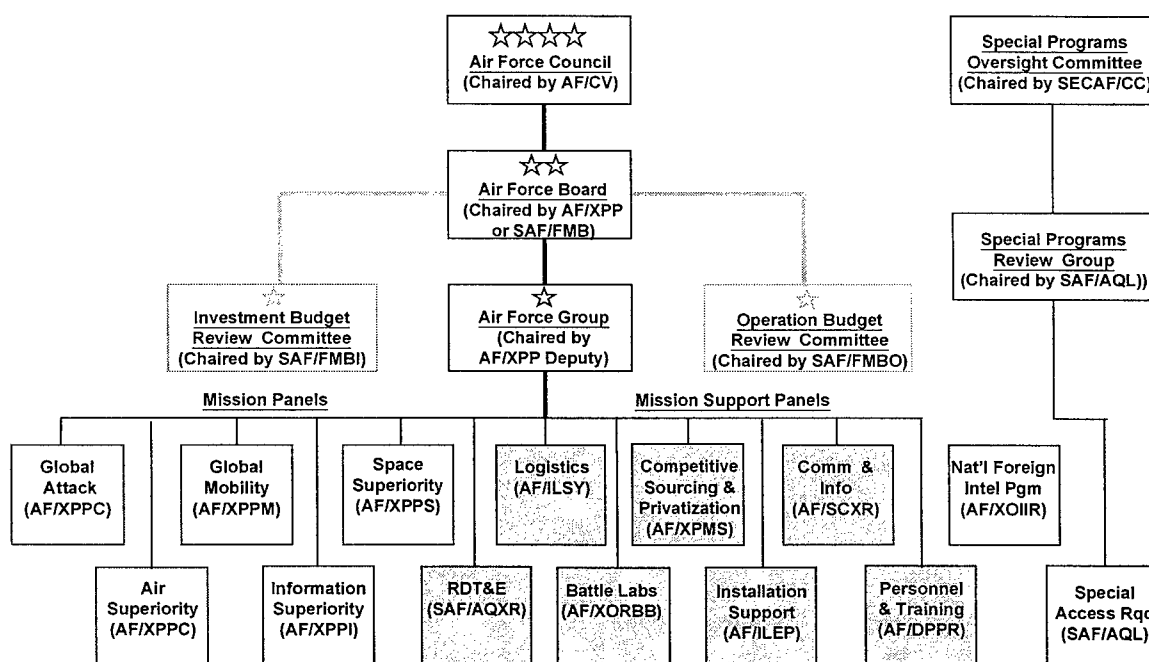 Air Force Council
(Chaired by AF/CV)
Special Programs
Oversight Committee
(Chaired by SECAF/CC)
Air Force Board
(Chaired by AF/XPP
or SAF/FMB)
Special Programs
Review Group
(Chaired by SAF/AQL))
Investment Budget
Review Committee
(Chaired by SAF/FMBI)
Air Force Group
(Chaired by
AF/XPP Deputy)
Operation Budget
Review Committee
(Chaired by SAF/FMBO)
Mission Panels
Mission Support Panels
Global
Attack
(AF/XPPC)
Global
Mobility
(AF/XPPM)
Space
Superiority
(AF/XPPS)
Logistics
(AF/ILSY)
Competitive
Sourcing &
Privatization
(AF/XPMS)
Comm &
Info
(AF/SCXR)
Nat'l Foreign
Intel Pgm
(AF/XOIIR)
Air
Superiority
(AF/XPPC)
Information
Superiority
(AF/XPPI)
RDT&E
(SAF/AQXR)
Battle Labs
(AF/XORBB)
Installation
Support
(AF/ILEP)
Personnel
& Training
(AF/DPPR)
Special
Access Rqd
(SAF/AQL)